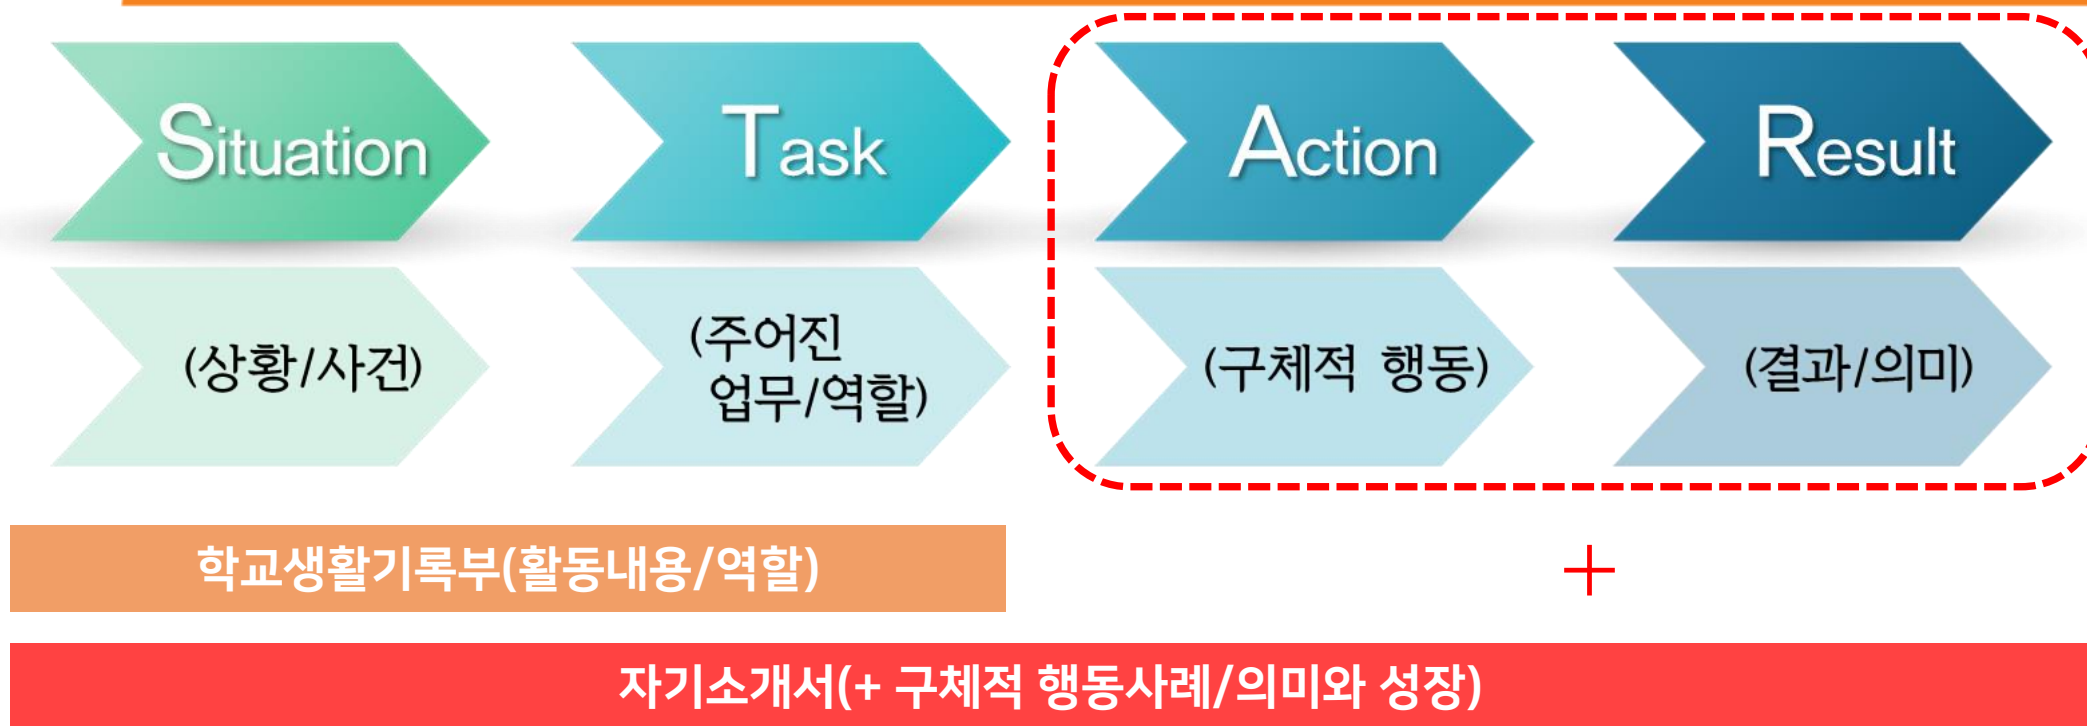 Situation
Task
Action
Result
(상황/사건)
(주어진
업무/역할)
(구체적 행동)
(결과/의미)
학교생활기록부(활동내용/역할)
+
자기소개서(+ 구체적 행동사례/의미와 성장)